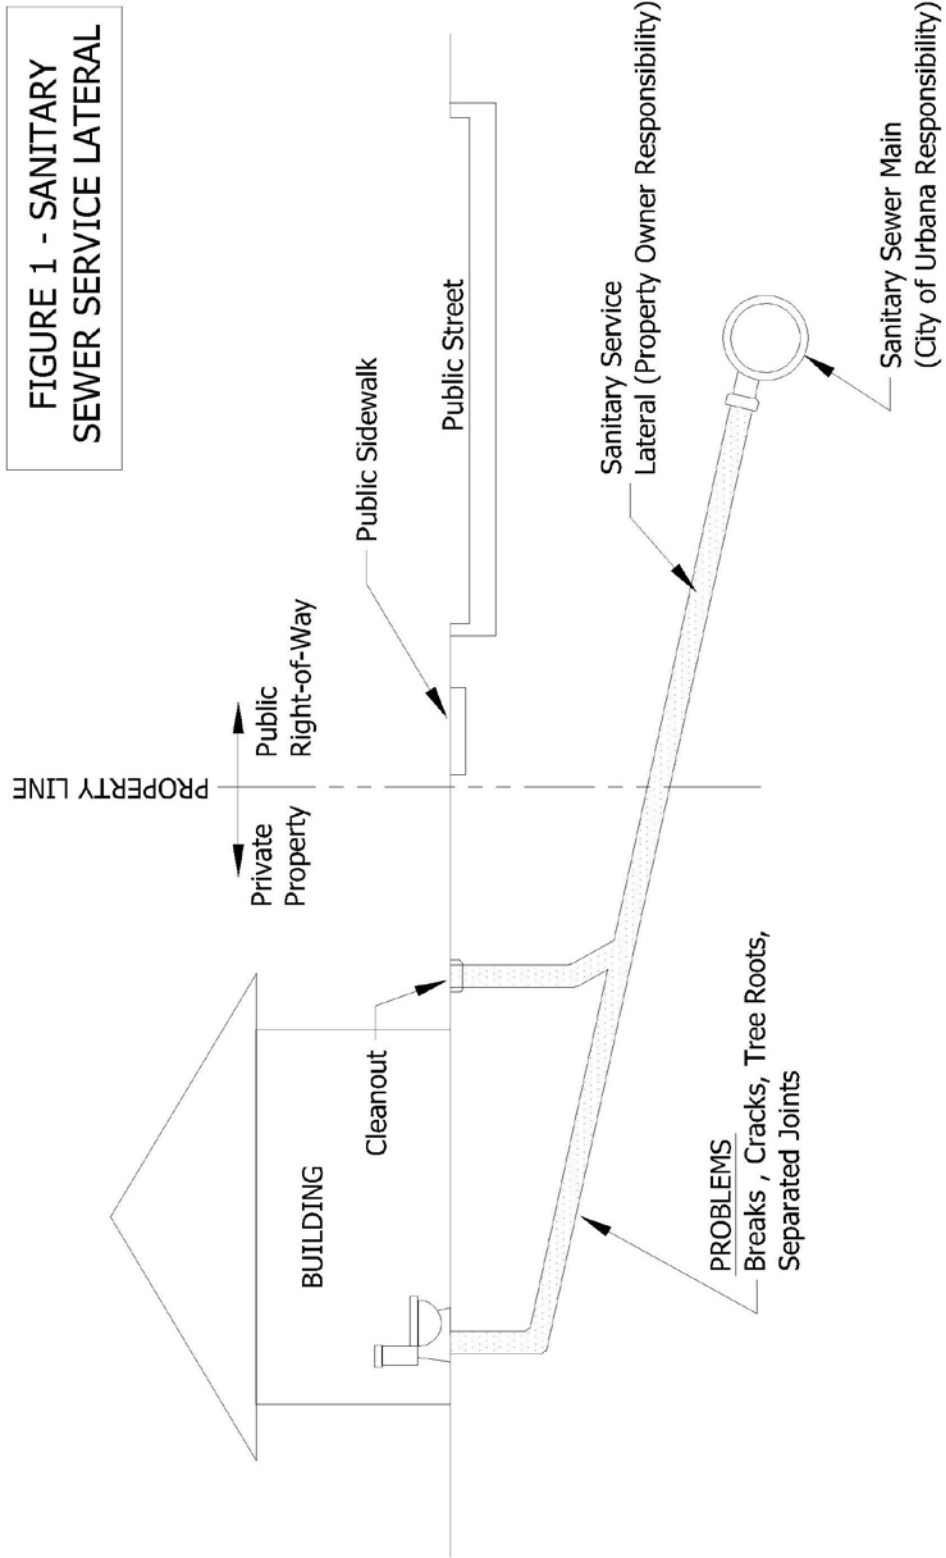 FIGURE 1 - SANITARY
SEWER SERVICE LATERAL
PROPERTY LINE
Private
Property
Public
Right-of-Way
Public Sidewalk
Public Street
BUILDING
Cleanout
Sanitary Service
Lateral (Property Owner Responsibility)
PROBLEMS
Breaks , Cracks, Tree Roots,
Separated Joints
Sanitary Sewer Main
(City of Urbana Responsibility)